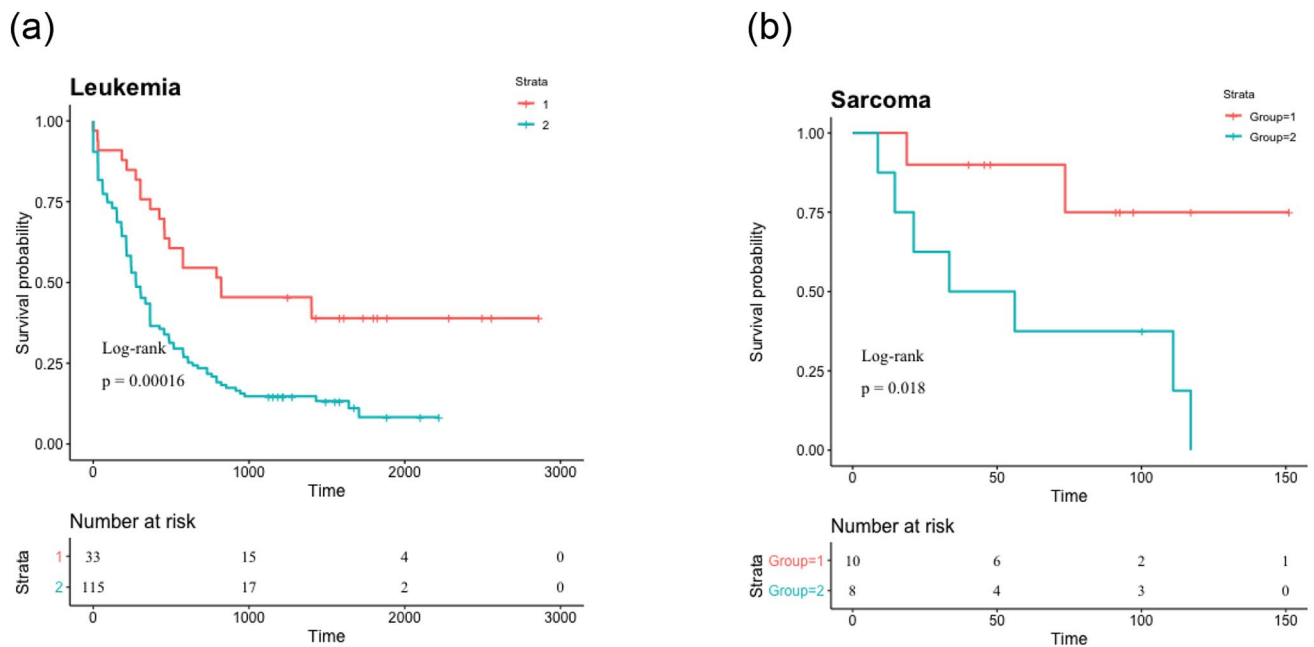 (a)
Leukemia
Strata
1
2
1.00
0.75
0.50
0.25
0.00
Survival probability
Log-rank
p = 0.00016
0 1000 2000 3000
Time
Number at risk
Strata
1 33 15 4 0
2 115 17 2 0
0 1000 2000 3000
Time
(b)
Sarcoma
Strata
Group=1
Group=2
1.00
0.75
0.50
0.25
0.00
Survival probability
Log-rank
p = 0.018
0 50 100 150
Time
Number at risk
Strata
Group=1 10 6 2 1
Group=2 8 4 3 0
0 50 100 150
Time